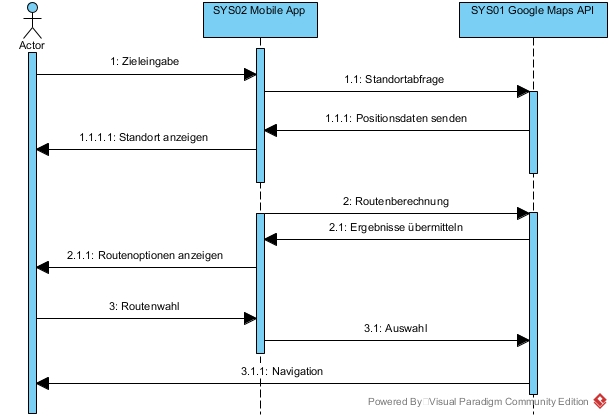 SYS02 Mobile App
SYS01 Google Maps API
Actor
1: Zieleingabe
1.1: Standortabfrage
1.1.1: Positionsdaten senden
1.1.1.1: Standort anzeigen
2: Routenberechnung
2.1: Ergebnisse übermitteln
2.1.1: Routenoptionen anzeigen
3: Routenwahl
3.1: Auswahl
3.1.1: Navigation
Powered By Visual Paradigm Community Edition